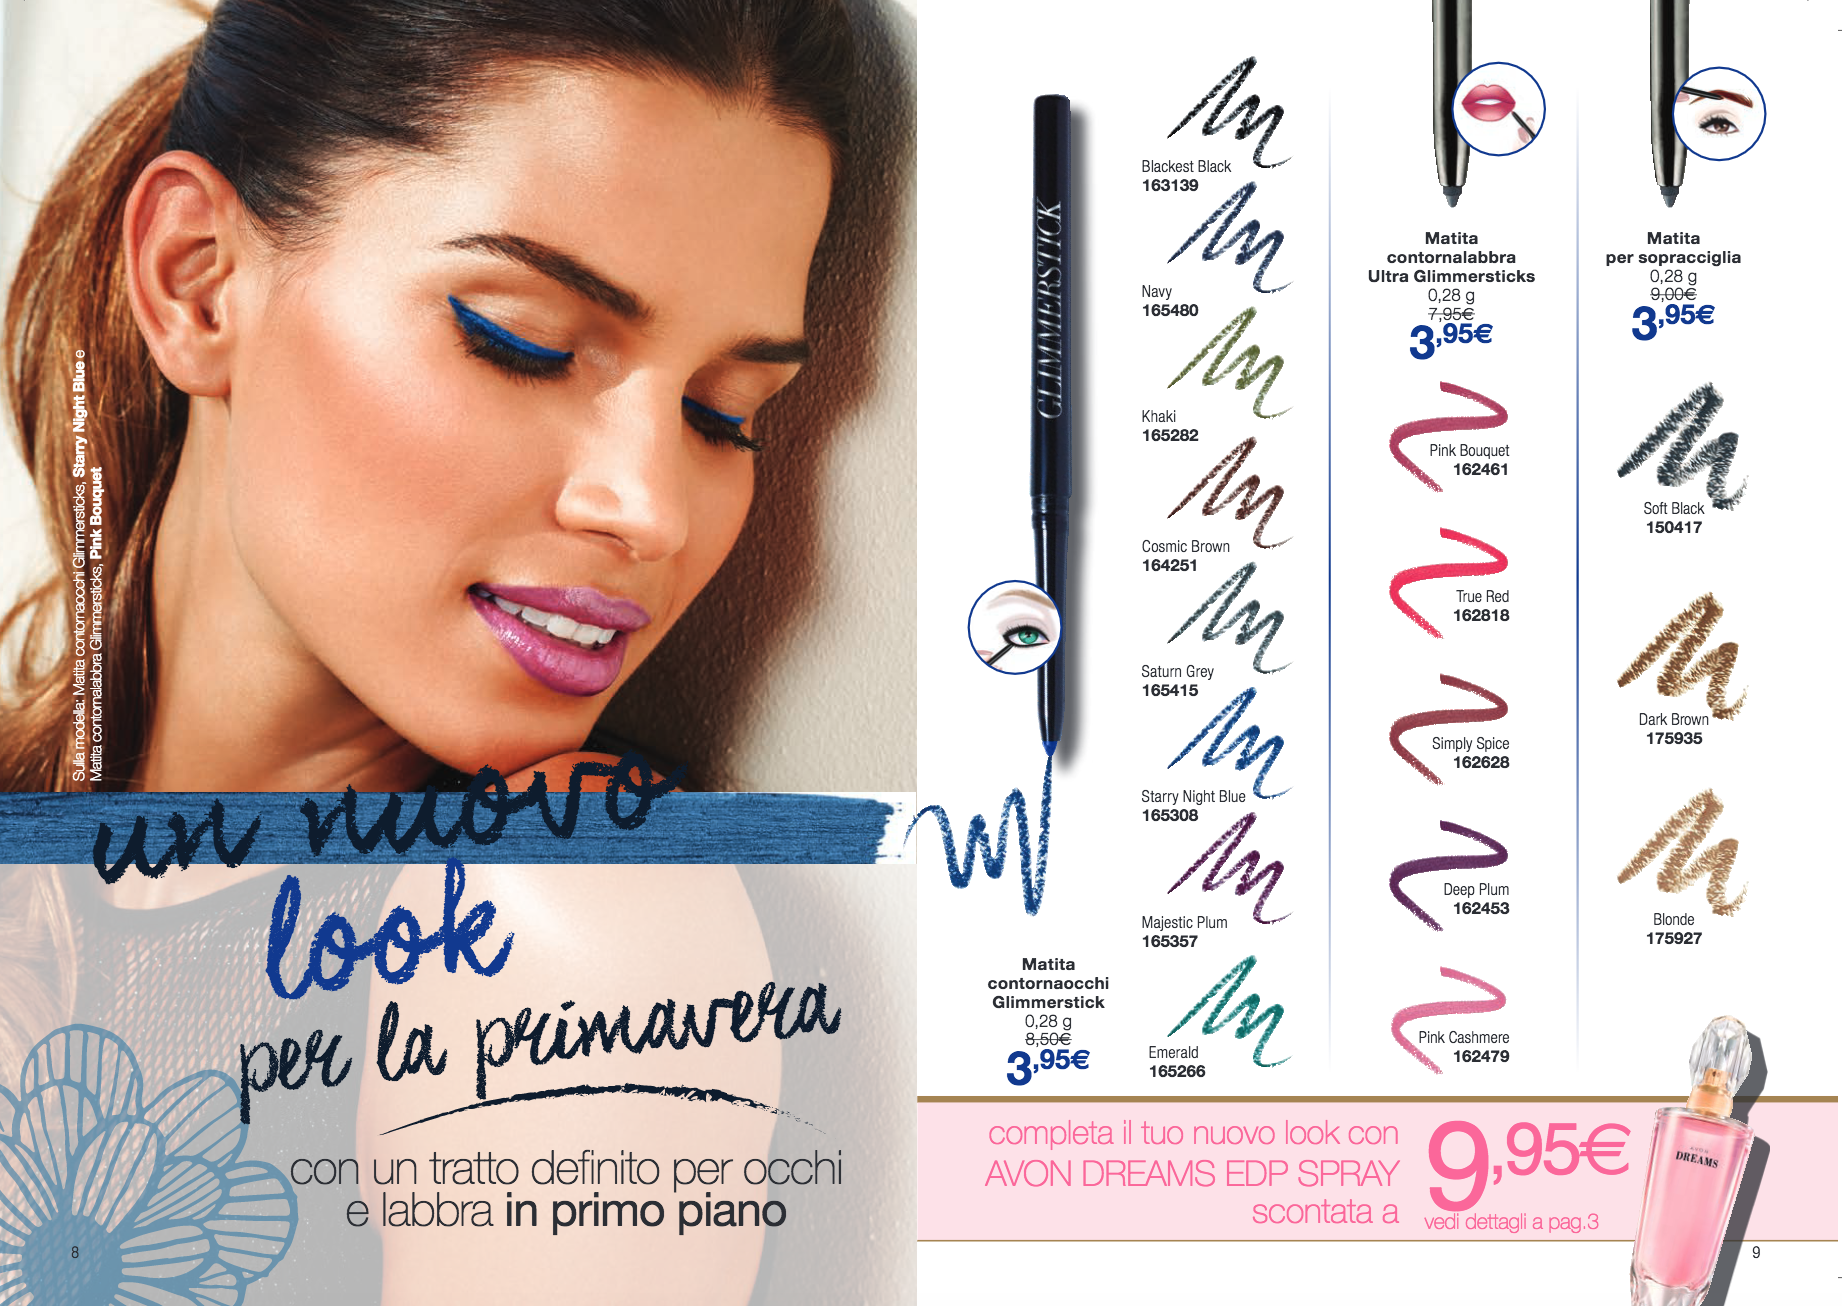 Sulla modella: Matita contornaocchi Glimmersticks, Starry Night Blue e
Matita contornalabbra Glimmersticks, Pink Bouquet
un nuovo
look
per la primavera
con un tratto definito per occhi
e labbra in primo piano
8
GLIMMERSTICK
Matita
contornaocchi
Glimmerstick
0,28 g
8,50€
3,95€
Blackest Black
163139
Navy
165480
Khaki
165282
Cosmic Brown
164251
Saturn Grey
165415
Starry Night Blue
165308
Majestic Plum
165357
Emerald
165266
Matita
contornalabbra
Ultra Glimmersticks
0,28 g
7,95€
3,95€
Pink Bouquet
162461
True Red
162818
Simply Spice
162628
Deep Plum
162453
Pink Cashmere
162479
Matita
per sopracciglia
0,28 g
9,00€
3,95€
Soft Black
150417
Dark Brown
175935
Blonde
175927
completa il tuo nuovo look con
AVON DREAMS EDP SPRAY
scontata a
9,95€
vedi dettagli a pag.3
AVON
DREAMS
9